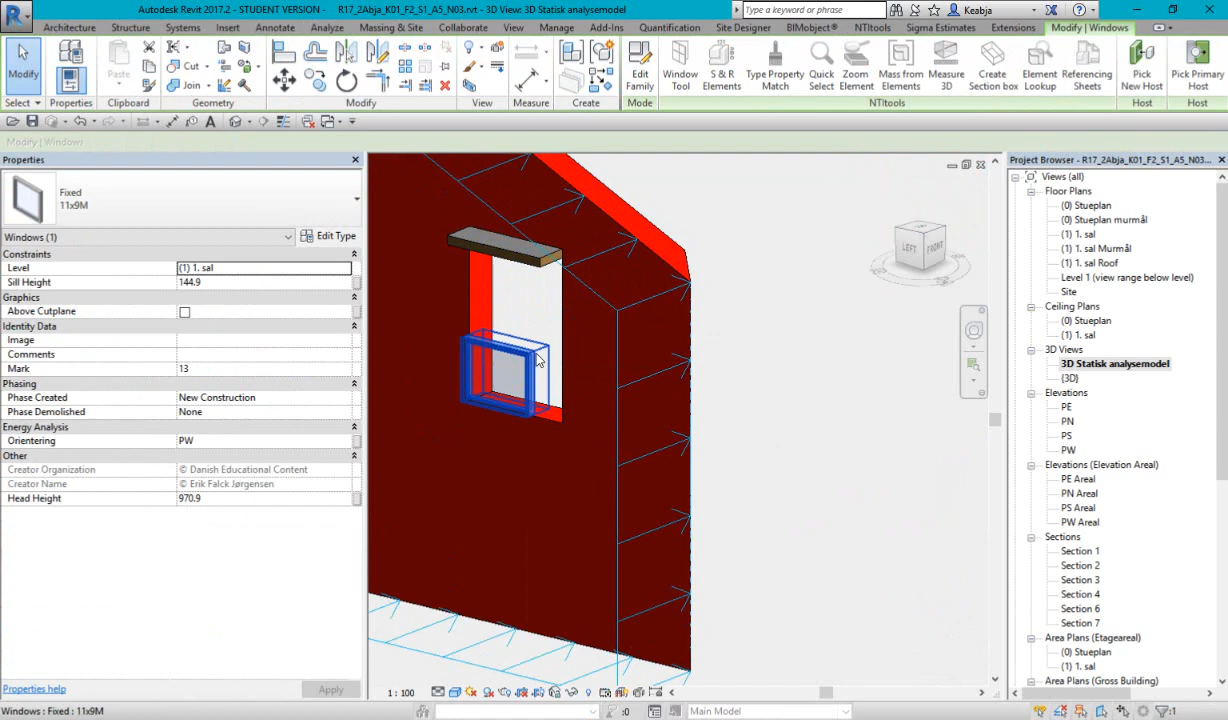 Autodesk Revit 2017.2 - STUDENT VERSION - R17_2Abja_K01_F2_S1_A5_N03.rvt - 3D View: 3D Statisk analysemodel
Type a keyword or phrase
Keabja
Architecture Structure Systems Insert Annotate Analyze Massing & Site Collaborate View Manage Add-Ins Quantification Site Designer BIMobject® NTItools Sigma Estimates Extensions Modify | Windows
Modify
Paste
Cut
Join
Edit Family
Window Tool
S & R Elements
Type Property Match
Quick Select
Zoom Element
Mass from Elements
Measure 3D
Create Section box
Element Lookup
Referencing Sheets
Pick New Host
Pick Primary Host
Select Properties Clipboard Geometry Modify View Measure Create Mode NTItools Host Host
Modify | Windows
Properties
Fixed
11x9M
Windows (1) Edit Type
Constraints
Level (1) 1. sal
Sill Height 144.9
Graphics
Above Cutplane
Identity Data
Image
Comments
Mark 13
Phasing
Phase Created New Construction
Phase Demolished None
Energy Analysis
Orientering PW
Other
Creator Organization © Danish Educational Content
Creator Name © Erik Falck Jørgensen
Head Height 970.9
Properties help Apply
LEFT FRONT
1 : 100
Project Browser - R17_2Abja_K01_F2_S1_A5_N03...
Views (all)
Floor Plans
(0) Stueplan
(0) Stueplan murmål
(1) 1. sal
(1) 1. sal Murmål
(1) 1. sal Roof
Level 1 (view range below level)
Site
Ceiling Plans
(0) Stueplan
(1) 1. sal
3D Views
3D Statisk analysemodel
{3D}
Elevations
PE
PN
PS
PW
Elevations (Elevation Areal)
PE Areal
PN Areal
PS Areal
PW Areal
Sections
Section 1
Section 2
Section 3
Section 4
Section 6
Section 7
Area Plans (Etageareal)
(0) Stueplan
(1) 1. sal
Area Plans (Gross Building)
Windows : Fixed : 11x9M
:0
Main Model
:1